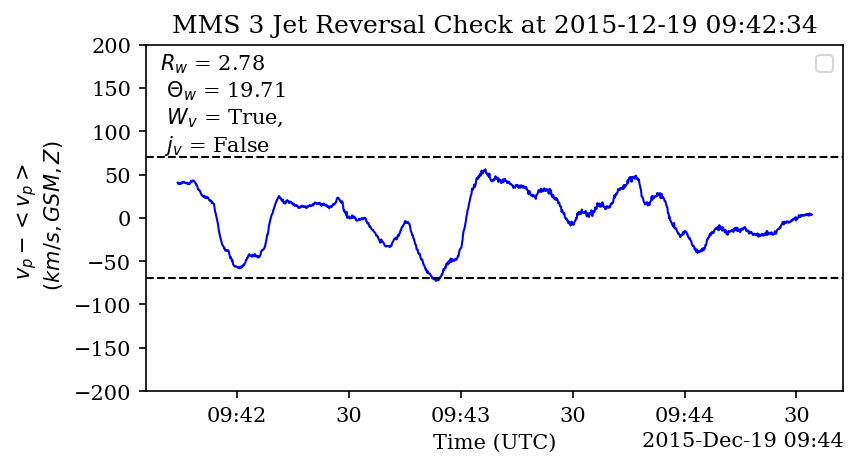 MMS 3 Jet Reversal Check at 2015-12-19 09:42:34
200
150
100
50
0
−50
−100
−150
−200
v_p − < v_p >
(km/s, GSM, Z)
R_w = 2.78
Θ_w = 19.71
W_v = True,
j_v = False
09:42
30
09:43
30
09:44
30
Time (UTC)
2015-Dec-19 09:44